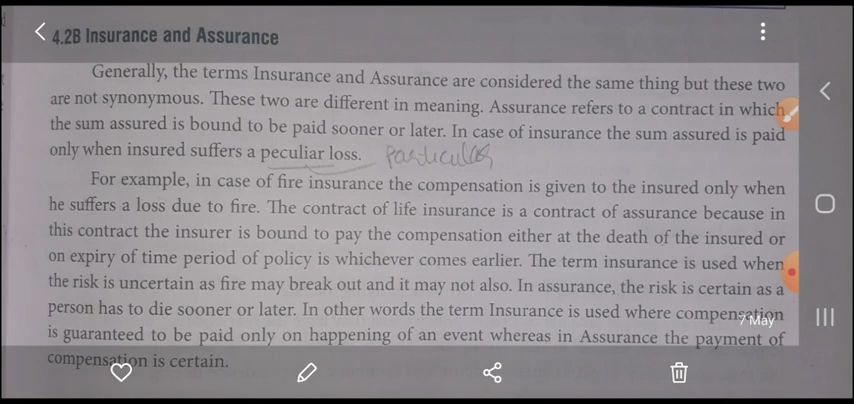 4.2B Insurance and Assurance
Generally, the terms Insurance and Assurance are considered the same thing but these two
are not synonymous. These two are different in meaning. Assurance refers to a contract in which
the sum assured is bound to be paid sooner or later. In case of insurance the sum assured is paid
only when insured suffers a peculiar loss. Particular
For example, in case of fire insurance the compensation is given to the insured only when
he suffers a loss due to fire. The contract of life insurance is a contract of assurance because in
this contract the insurer is bound to pay the compensation either at the death of the insured or
on expiry of time period of policy is whichever comes earlier. The term insurance is used when
the risk is uncertain as fire may break out and it may not also. In assurance, the risk is certain as a
person has to die sooner or later. In other words the term Insurance is used where compensation
7 May
is guaranteed to be paid only on happening of an event whereas in Assurance the payment of
compensation is certain.